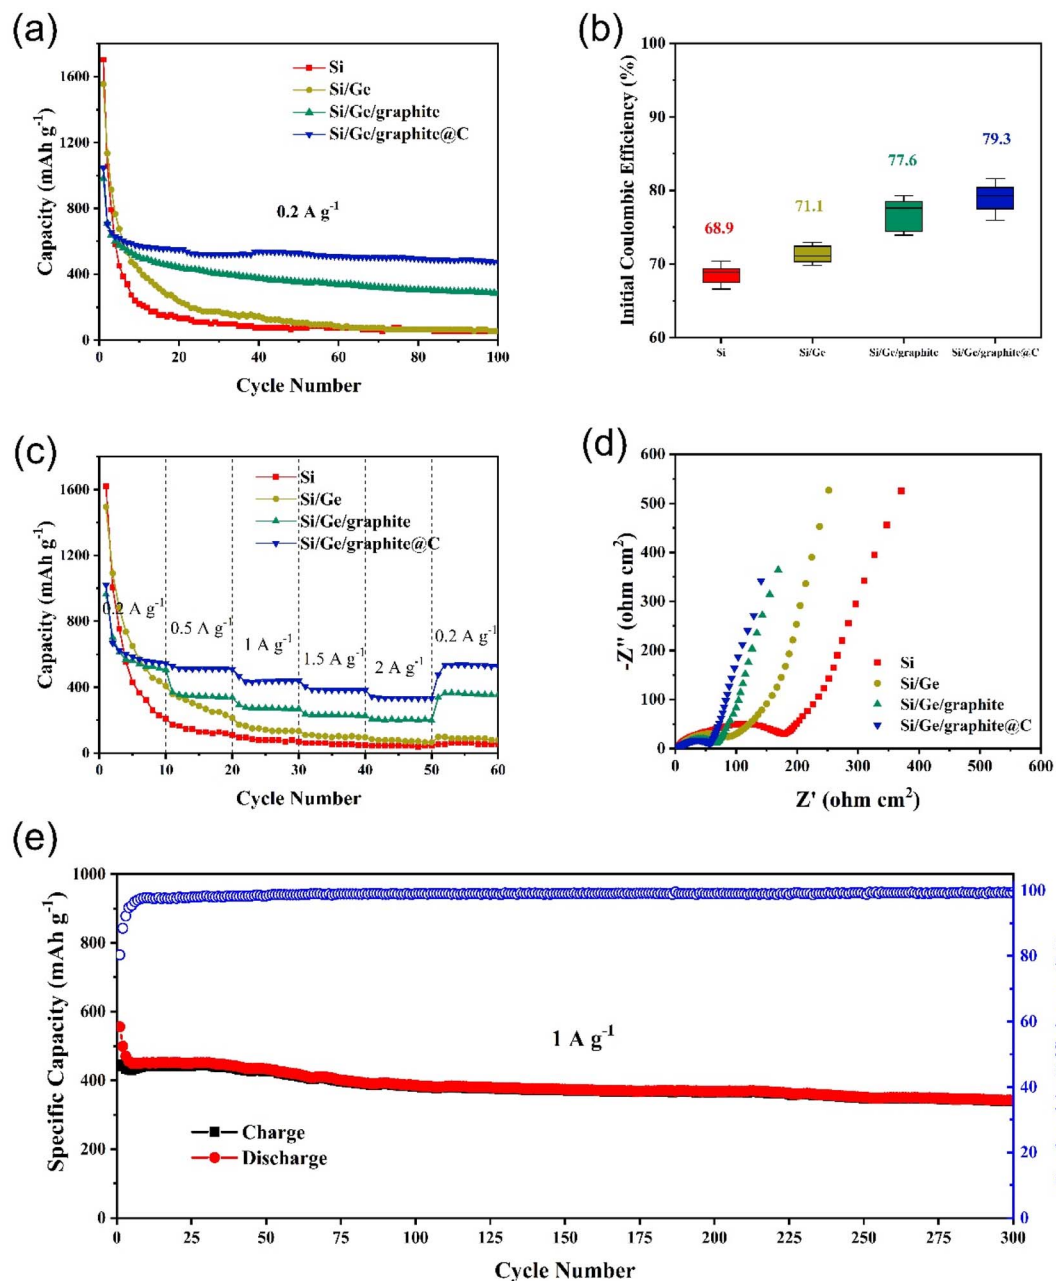 (a)
Capacity (mAh g-1)
1600
1200
800
400
0
Si
Si/Ge
Si/Ge/graphite
Si/Ge/graphite@C
0.2 A g-1
0 20 40 60 80 100
Cycle Number
(b)
Initial Coulombic Efficiency (%)
100
90
80
70
60
68.9
71.1
77.6
79.3
Si Si/Ge Si/Ge/graphite Si/Ge/graphite@C
(c)
Capacity (mAh g-1)
1600
1200
800
400
0
Si
Si/Ge
Si/Ge/graphite
Si/Ge/graphite@C
0.2 A g-1
0.5 A g-1
1 A g-1
1.5 A g-1
2 A g-1
0.2 A g-1
0 10 20 30 40 50 60
Cycle Number
(d)
-Z'' (ohm cm2)
600
500
400
300
200
100
0
Si
Si/Ge
Si/Ge/graphite
Si/Ge/graphite@C
0 100 200 300 400 500 600
Z' (ohm cm2)
(e)
Specific Capacity (mAh g-1)
1000
800
600
400
200
0
1 A g-1
Charge
Discharge
100
80
60
40
20
0
0 25 50 75 100 125 150 175 200 225 250 275 300
Cycle Number